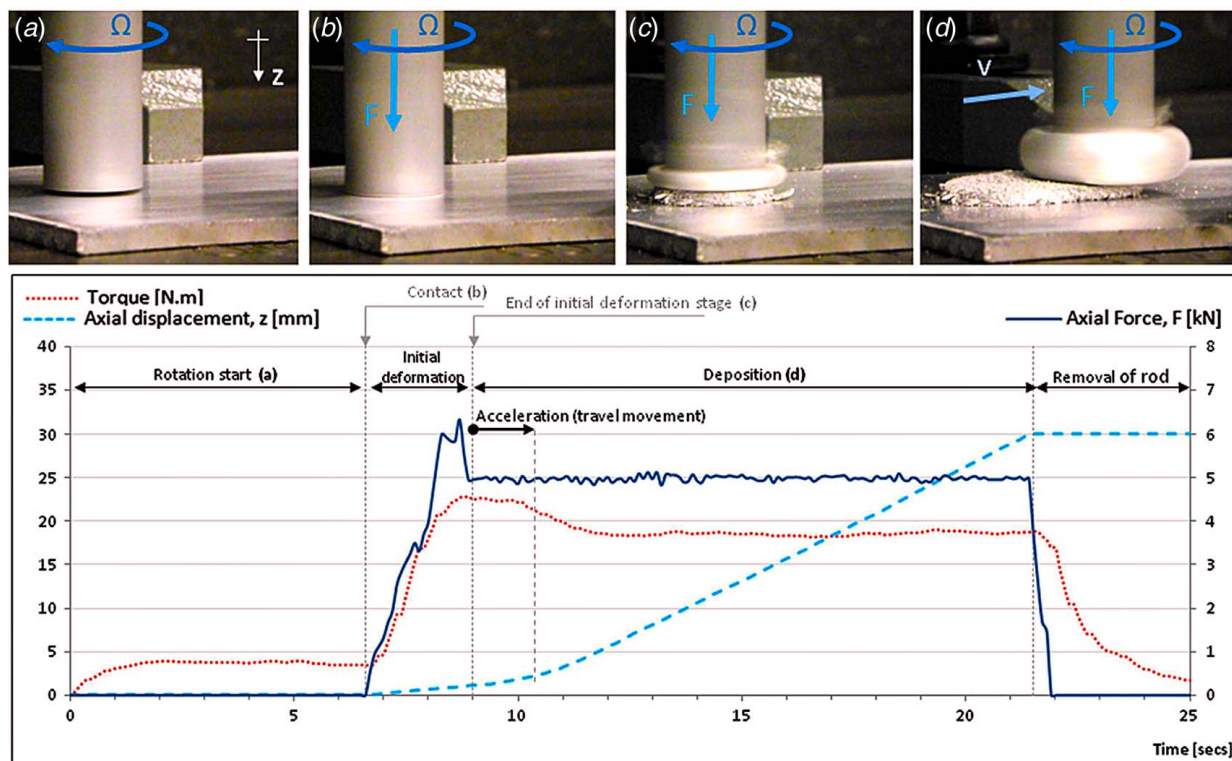 (a)
Ω
Z
(b)
Ω
F
(c)
Ω
F
(d)
Ω
V
F
Torque [N.m]
Axial displacement, z [mm]
Contact (b)
End of initial deformation stage (c)
Axial Force, F [kN]
40
35
30
25
20
15
10
5
0
Rotation start (a)
Initial
deformation
Deposition (d)
Removal of rod
Acceleration (travel movement)
8
7
6
5
4
3
2
1
0
0
5
10
15
20
25
Time [secs]